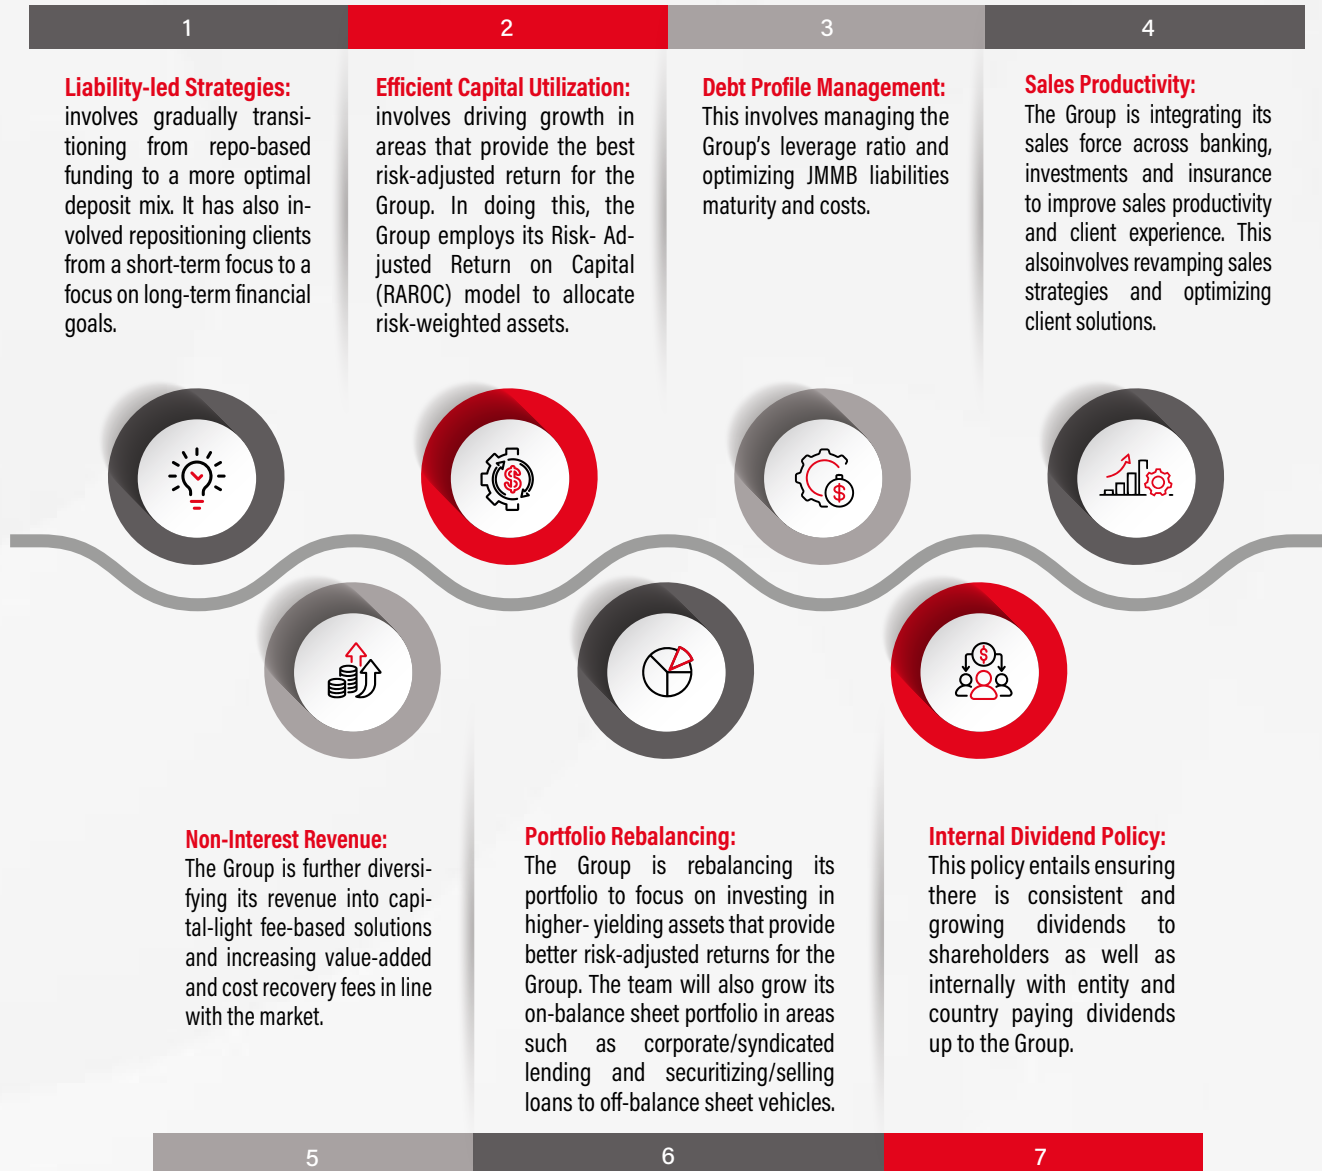 1
2
3
4
Liability-led Strategies:
involves gradually transi-
tioning from repo-based
funding to a more optimal
deposit mix. It has also in-
volved repositioning clients
from a short-term focus to a
focus on long-term financial
goals.
Efficient Capital Utilization:
involves driving growth in
areas that provide the best
risk-adjusted return for the
Group. In doing this, the
Group employs its Risk- Ad-
justed Return on Capital
(RAROC) model to allocate
risk-weighted assets.
Debt Profile Management:
This involves managing the
Group's leverage ratio and
optimizing JMMB liabilities
maturity and costs.
Sales Productivity:
The Group is integrating its
sales force across banking,
investments and insurance
to improve sales productivity
and client experience. This
alsoinvolves revamping sales
strategies and optimizing
client solutions.
Non-Interest Revenue:
The Group is further diversi-
fying its revenue into capi-
tal-light fee-based solutions
and increasing value-added
and cost recovery fees in line
with the market.
Portfolio Rebalancing:
The Group is rebalancing its
portfolio to focus on investing in
higher- yielding assets that provide
better risk-adjusted returns for the
Group. The team will also grow its
on-balance sheet portfolio in areas
such as corporate/syndicated
lending and securitizing/selling
loans to off-balance sheet vehicles.
Internal Dividend Policy:
This policy entails ensuring
there is consistent and
growing dividends to
shareholders as well as
internally with entity and
country paying dividends
up to the Group.
5
6
7